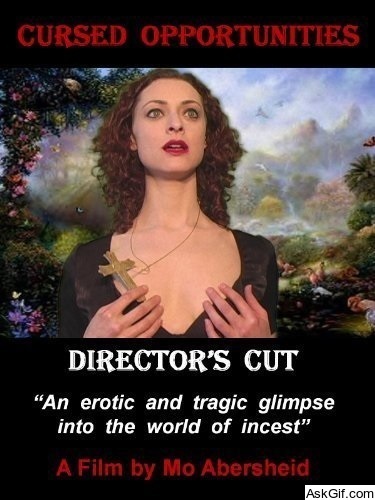 CURSED OPPORTUNITIES
DIRECTOR'S CUT
"An erotic and tragic glimpse
into the world of incest"
A Film by Mo Abersheid
AskGif.com